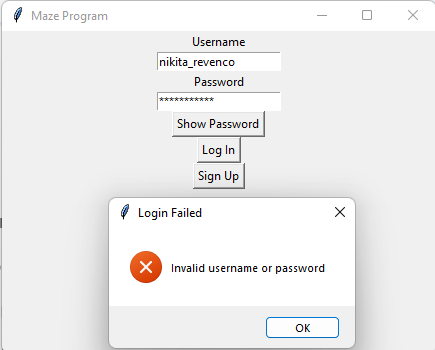 Maze Program
Username
nikita_revenco
Password
***********
Show Password
Log In
Sign Up
Login Failed
Invalid username or password
OK